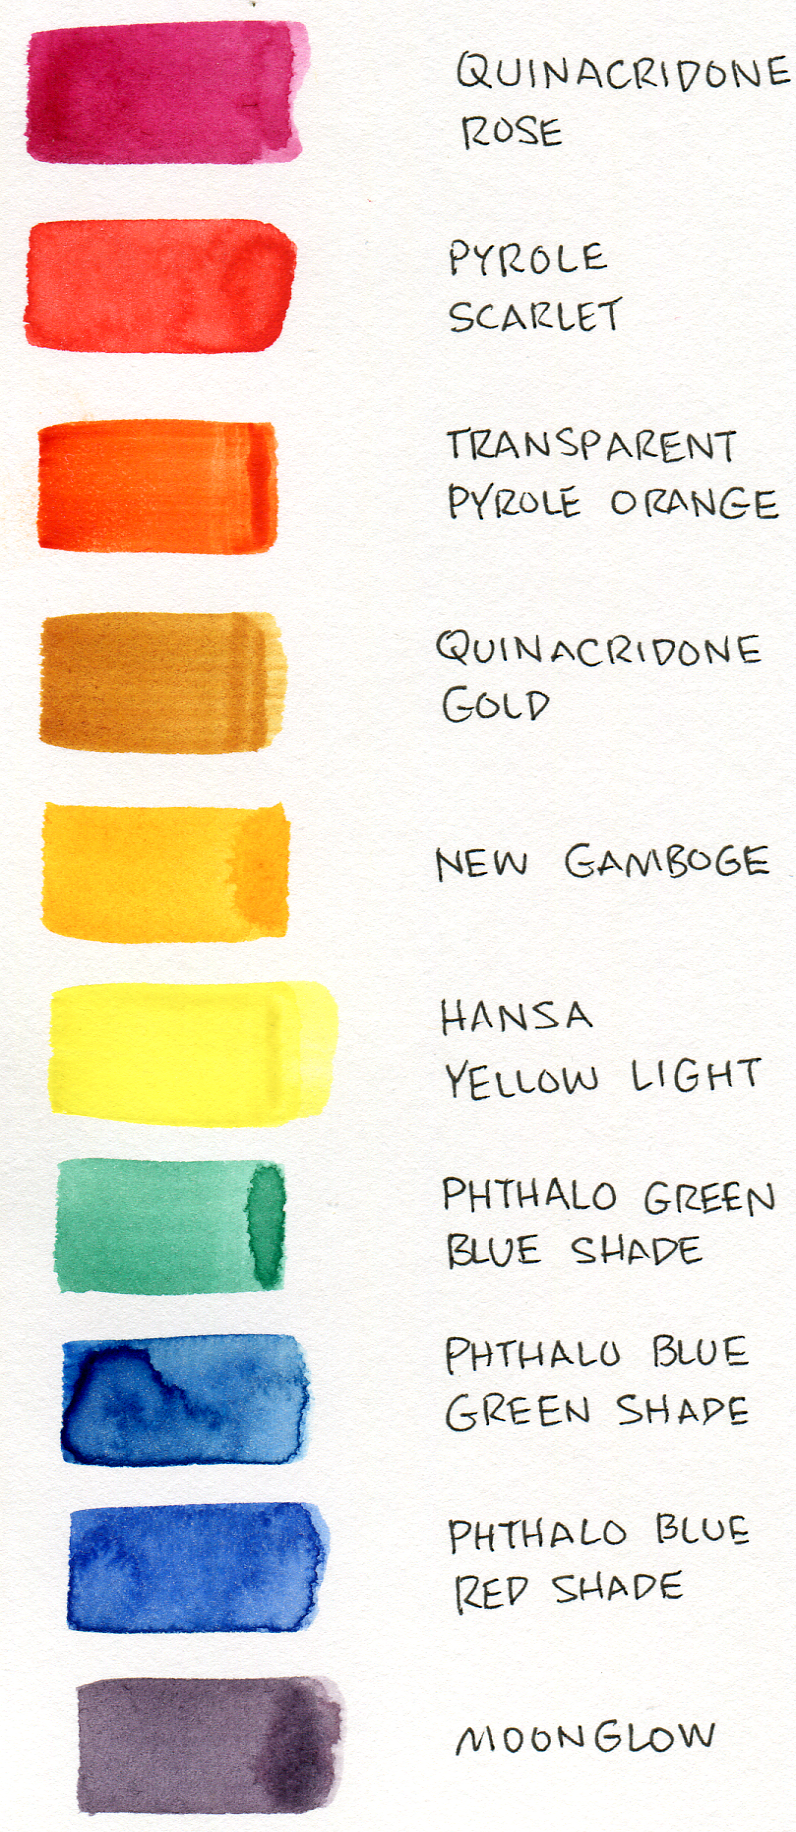 QUINACRIDONE
ROSE
PYROLE
SCARLET
TRANSPARENT
PYROLE ORANGE
QUINACRIDONE
GOLD
NEW GAMBOGE
HANSA
YELLOW LIGHT
PHTHALO GREEN
BLUE SHADE
PHTHALO BLUE
GREEN SHADE
PHTHALO BLUE
RED SHADE
MOONGLOW